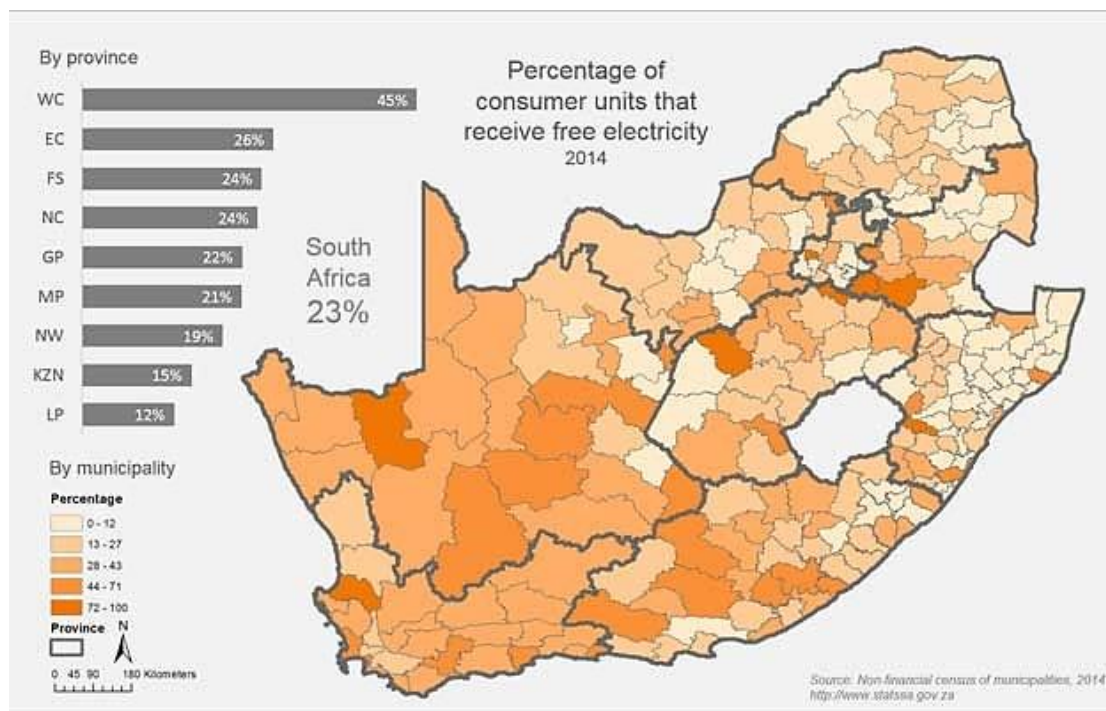 By province
WC 45%
EC 26%
FS 24%
NC 24%
GP 22%
MP 21%
NW 19%
KZN 15%
LP 12%
Percentage of
consumer units that
receive free electricity
2014
South
Africa
23%
By municipality
Percentage
0 - 12
13 - 27
28 - 43
44 - 71
72 - 100
Province N
0 45 90 180 Kilometers
Source: Non-financial census of municipalities, 2014
http://www.statssa.gov.za